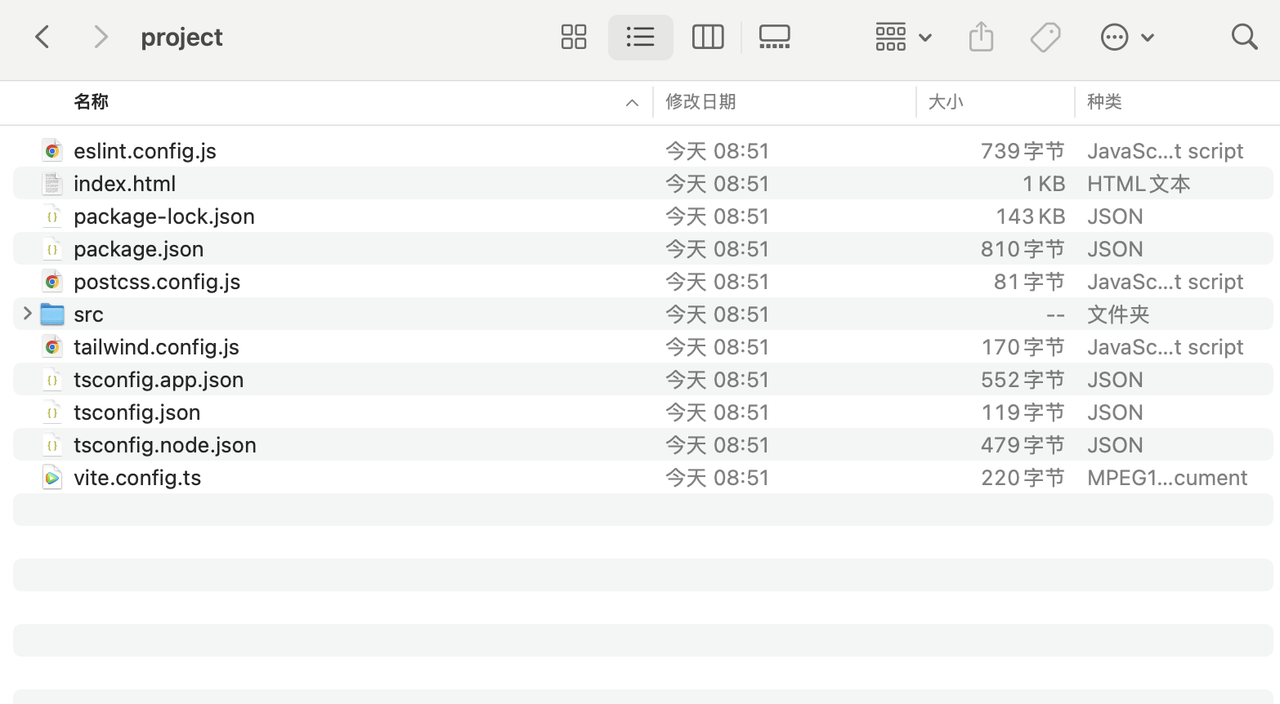 project
名称 修改日期 大小 种类
eslint.config.js 今天 08:51 739 字节 JavaSc...t script
index.html 今天 08:51 1 KB HTML文本
package-lock.json 今天 08:51 143 KB JSON
package.json 今天 08:51 810 字节 JSON
postcss.config.js 今天 08:51 81 字节 JavaSc...t script
src 今天 08:51 -- 文件夹
tailwind.config.js 今天 08:51 170 字节 JavaSc...t script
tsconfig.app.json 今天 08:51 552 字节 JSON
tsconfig.json 今天 08:51 119 字节 JSON
tsconfig.node.json 今天 08:51 479 字节 JSON
vite.config.ts 今天 08:51 220 字节 MPEG1...cument